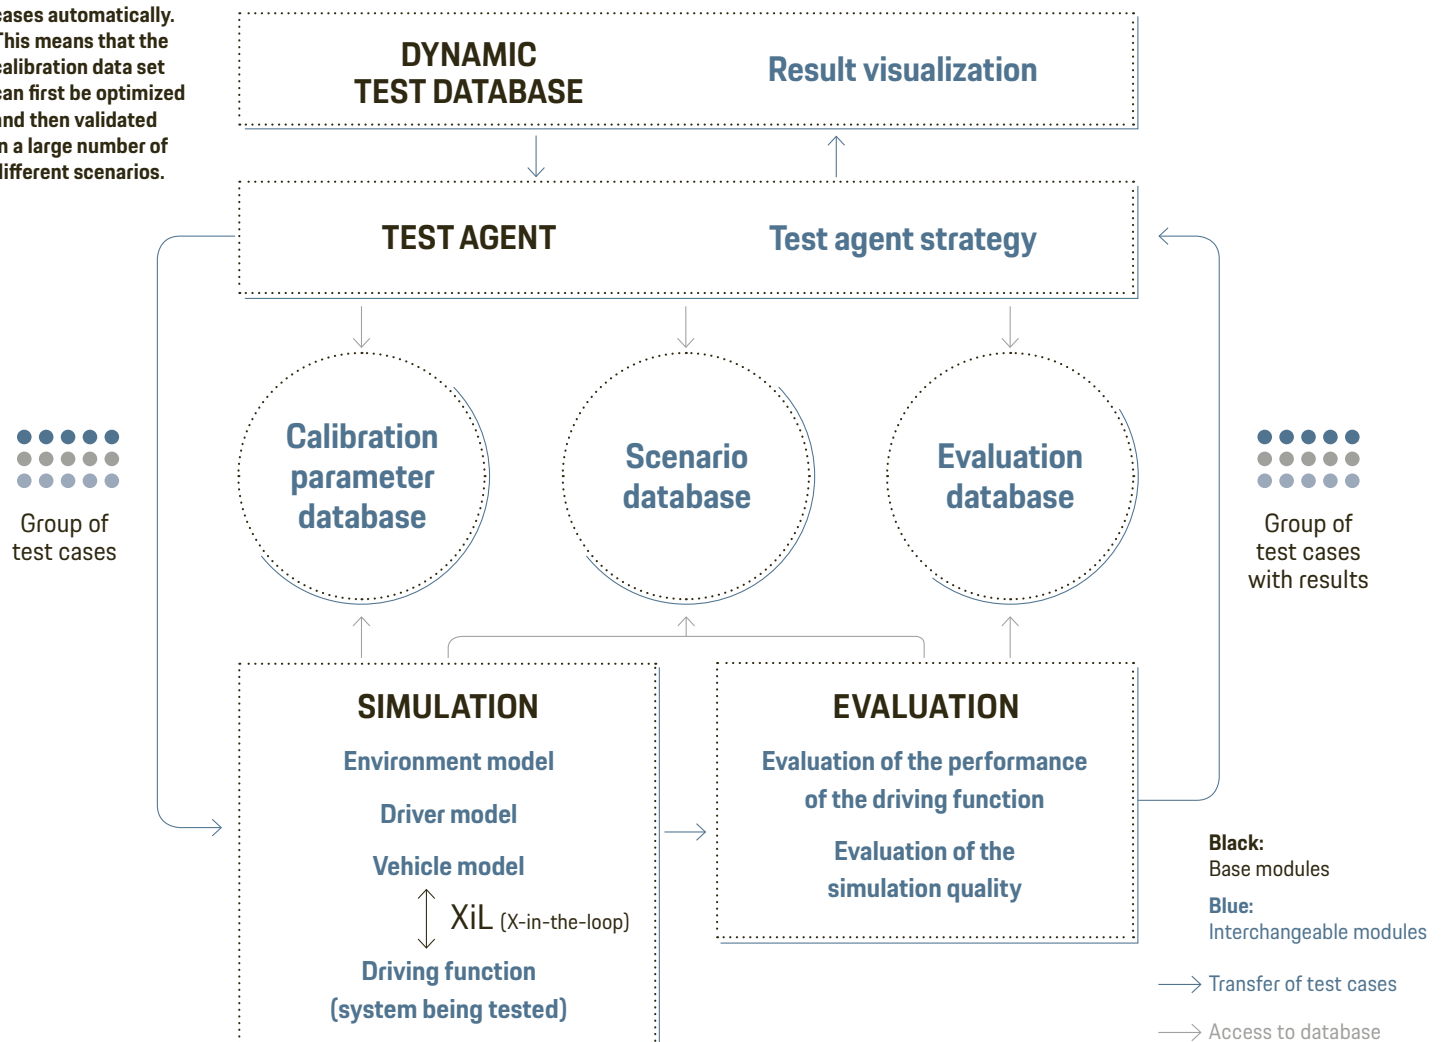 cases automatically.
This means that the
calibration data set
can first be optimized
and then validated
in a large number of
different scenarios.
DYNAMIC
TEST DATABASE
Result visualization
TEST AGENT
Test agent strategy
Calibration
parameter
database
Scenario
database
Evaluation
database
Group of
test cases
Group of
test cases
with results
SIMULATION
Environment model
Driver model
Vehicle model
XiL (X-in-the-loop)
Driving function
(system being tested)
EVALUATION
Evaluation of the performance
of the driving function
Evaluation of the
simulation quality
Black:
Base modules
Blue:
Interchangeable modules
Transfer of test cases
Access to database